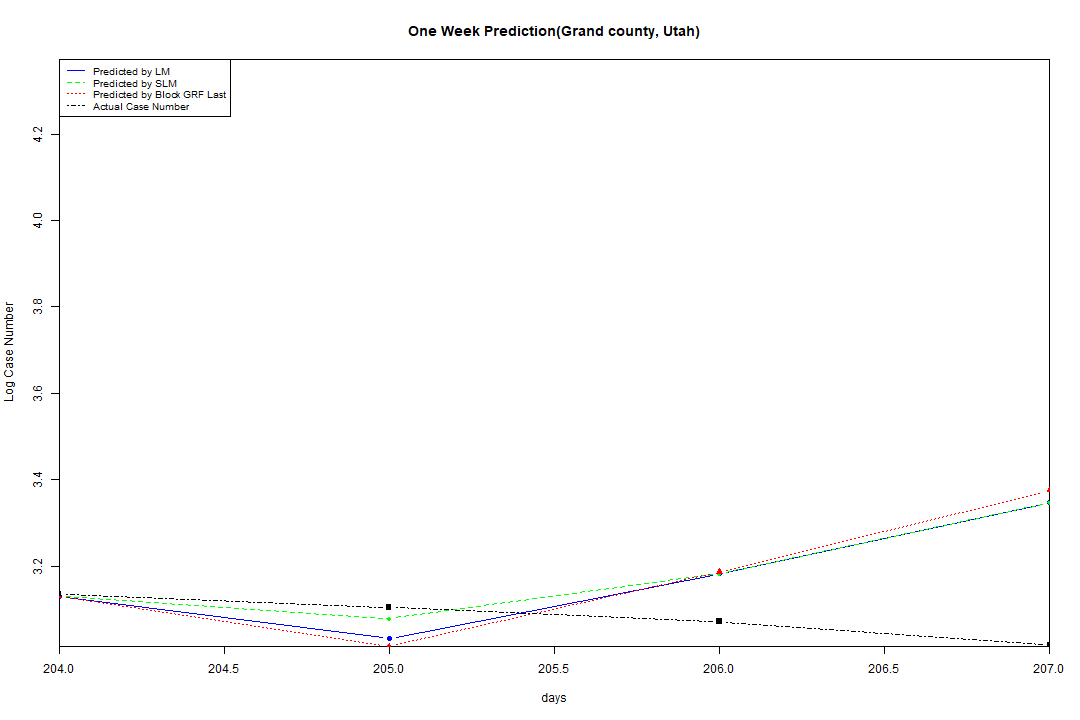 One Week Prediction(Grand county, Utah)
Predicted by LM
Predicted by SLM
Predicted by Block GRF Last
Actual Case Number
4.2
4.0
3.8
3.6
3.4
3.2
Log Case Number
204.0 204.5 205.0 205.5 206.0 206.5 207.0
days